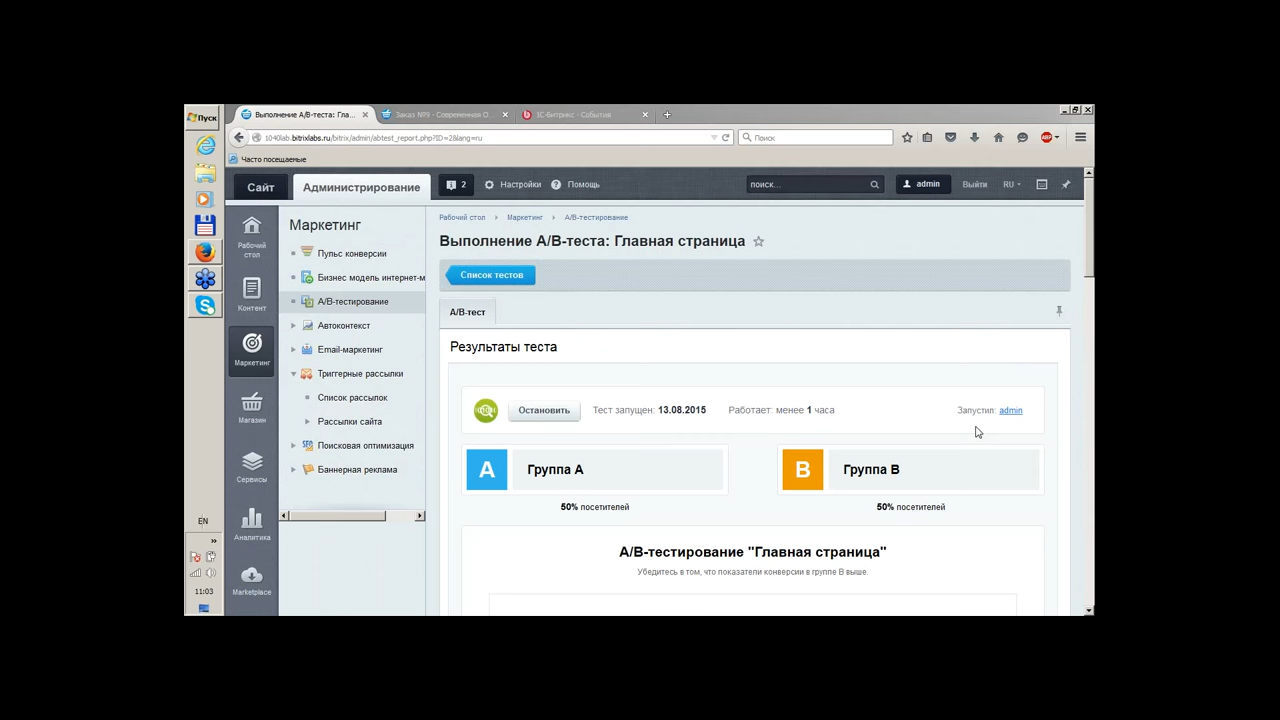 Пуск
Выполнение A/B-теста: Гла...
Заказ №9 - Современная О...
1С-Битрикс - События
1040lab.bitrixlabs.ru/bitrix/admin/abtest_report.php?ID=2&lang=ru
Поиск
ABP
Часто посещаемые
Сайт
Администрирование
2
Настройки
Помощь
поиск...
admin
Выйти
RU
Рабочий стол
Контент
Маркетинг
Магазин
Сервисы
Аналитика
Marketplace
Маркетинг
Пульс конверсии
Бизнес модель интернет-м
A/B-тестирование
Автоконтекст
Email-маркетинг
Триггерные рассылки
Список рассылок
Рассылки сайта
SEO
Поисковая оптимизация
Баннерная реклама
Рабочий стол
Маркетинг
A/B-тестирование
Выполнение A/B-теста: Главная страница
Список тестов
A/B-тест
Результаты теста
Остановить
Тест запущен: 13.08.2015
Работает: менее 1 часа
Запустил: admin
A
Группа A
B
Группа B
50% посетителей
50% посетителей
A/B-тестирование "Главная страница"
Убедитесь в том, что показатели конверсии в группе B выше.
EN
11:03